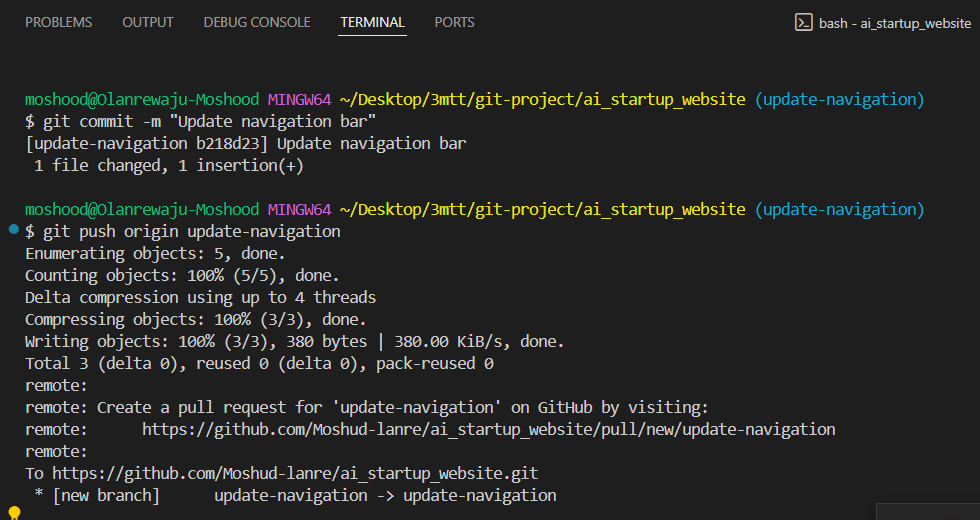 PROBLEMS OUTPUT DEBUG CONSOLE TERMINAL PORTS bash - ai_startup_website
moshood@Olanrewaju-Moshood MINGW64 ~/Desktop/3mtt/git-project/ai_startup_website (update-navigation)
$ git commit -m "Update navigation bar"
[update-navigation b218d23] Update navigation bar
 1 file changed, 1 insertion(+)
moshood@Olanrewaju-Moshood MINGW64 ~/Desktop/3mtt/git-project/ai_startup_website (update-navigation)
$ git push origin update-navigation
Enumerating objects: 5, done.
Counting objects: 100% (5/5), done.
Delta compression using up to 4 threads
Compressing objects: 100% (3/3), done.
Writing objects: 100% (3/3), 380 bytes | 380.00 KiB/s, done.
Total 3 (delta 0), reused 0 (delta 0), pack-reused 0
remote:
remote: Create a pull request for 'update-navigation' on GitHub by visiting:
remote:      https://github.com/Moshud-lanre/ai_startup_website/pull/new/update-navigation
remote:
To https://github.com/Moshud-lanre/ai_startup_website.git
 * [new branch]      update-navigation -> update-navigation